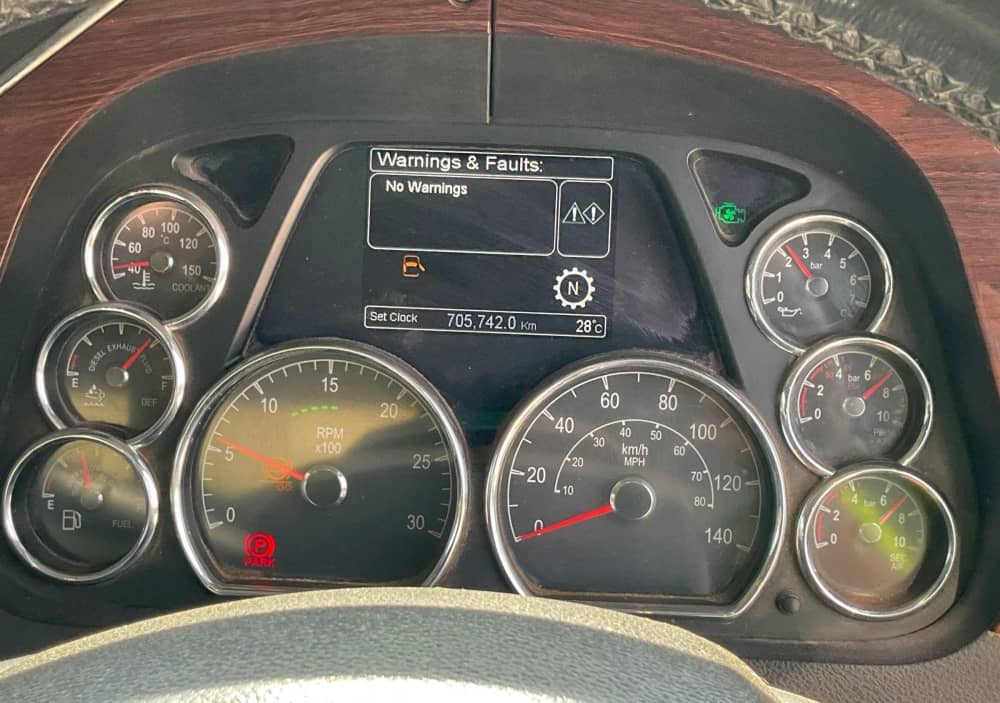 Warnings & Faults:
No Warnings
N
Set Clock 705,742.0 Km 28°C
40 60 80 100 120 150
°C
COOLANT
DIESEL EXHAUST FLUID
E F
DEF
E
FUEL
0 5 10 15 20 25 30
RPM
x100
PARK
0 20 40 60 80 100 120 140
km/h
MPH
10 20 30 40 50 60 70 80
0 1 2 3 4 5 6 7
bar
0 2 4 6 8 10
bar
PRI
0 2 4 6 8 10
bar
SEC
AIR